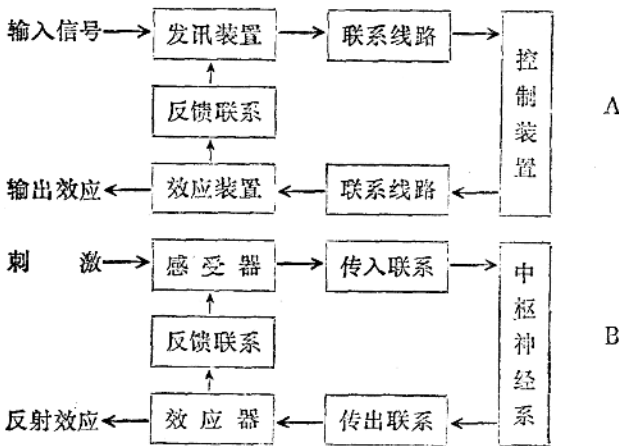 输入信号 发讯装置 联系线路
控制装置
反馈联系
A
输出效应 效应装置 联系线路
刺 激 感受器 传入联系
中枢神经系
反馈联系
B
反射效应 效应器 传出联系